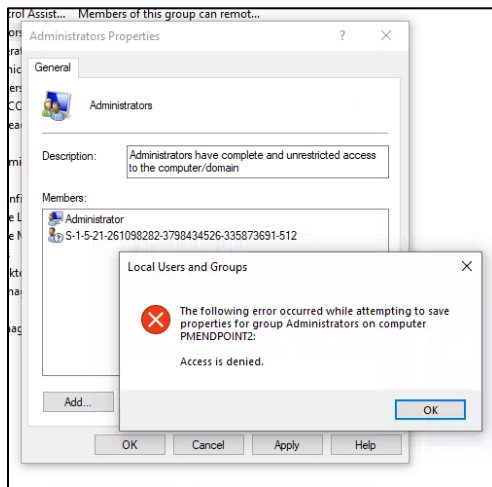 trol Assist... Members of this group can remot...
Administrators Properties
General
Administrators
Description:
Administrators have complete and unrestricted access
to the computer/domain
Members:
Administrator
S-1-5-21-261098282-3798434526-335873691-512
Local Users and Groups
The following error occurred while attempting to save
properties for group Administrators on computer
PMENDPOINT2:
Access is denied.
OK
Add...
OK Cancel Apply Help